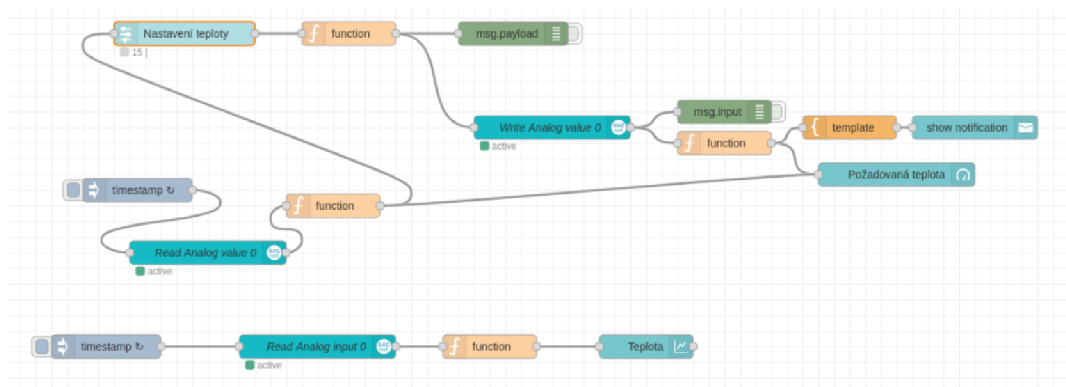 Nastavení teploty
function
msg.payload
15 |
Write Analog value 0
active
msg.input
function
template
show notification
Požadovaná teplota
timestamp ↻
function
Read Analog value 0
active
timestamp ↻
Read Analog input 0
function
Teplota
active